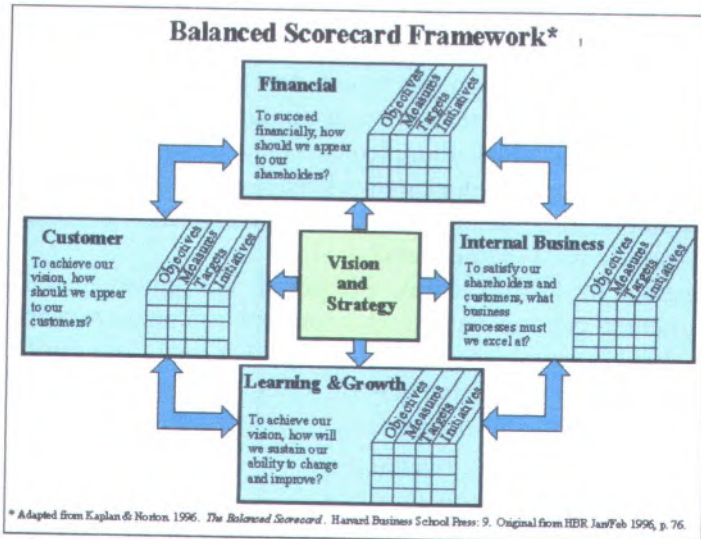 Balanced Scorecard Framework*
Financial
To succeed
financially, how
should we appear
to our
shareholders?
Objectives
Measures
Targets
Initiatives
Customer
To achieve our
vision, how
should we appear
to our
customers?
Objectives
Measures
Targets
Initiatives
Vision
and
Strategy
Internal Business
To satisfy our
shareholders and
customers, what
business
processes must
we excel at?
Objectives
Measures
Targets
Initiatives
Learning &Growth
To achieve our
vision, how will
we sustain our
ability to change
and improve?
Objectives
Measures
Targets
Initiatives
* Adapted from Kaplan & Norton 1996. The Balanced Scorecard. Harvard Business School Press: 9. Original from HBR Jan/Feb 1996, p. 76.